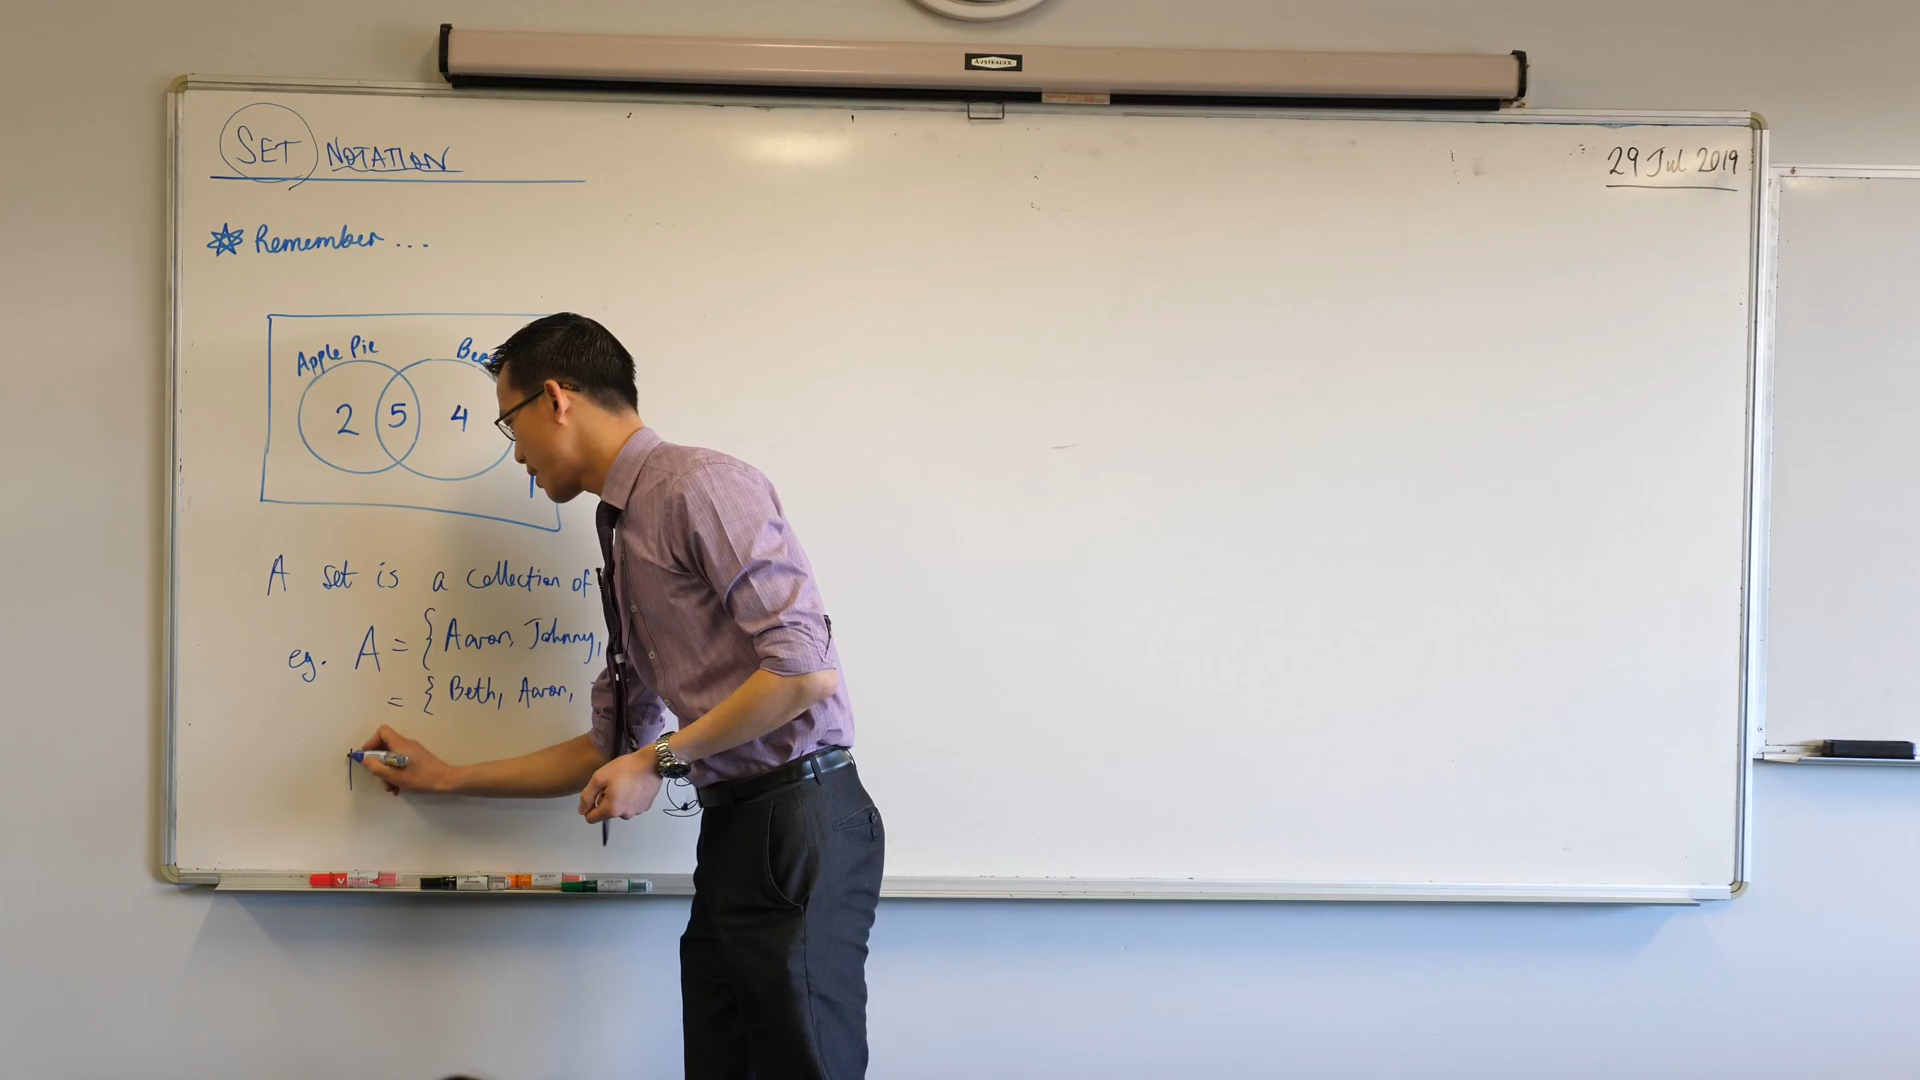 AUSTRALUX
SET NOTATION
29 Jul 2019
Remember ...
Apple Pie
2 5 4
A set is a collection of
eg. A = { Aaron, Johnny,
= { Beth, Aaron,